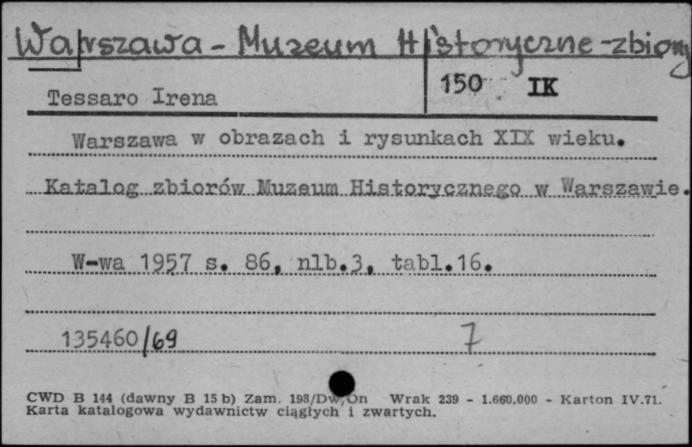 Warszawa - Muzeum Historyczne - zbiory
150 IK
Tessaro Irena
Warszawa w obrazach i rysunkach XIX wieku.
Katalog zbiorów Muzeum Historycznego w Warszawie.
W-wa 1957 s. 86, nlb.3, tabl.16.
135460/69 7
CWD B 144 (dawny B 15 b) Zam. 198/Dw/On Wrak 239 - 1.660.000 - Karton IV.71.
Karta katalogowa wydawnictw ciągłych i zwartych.